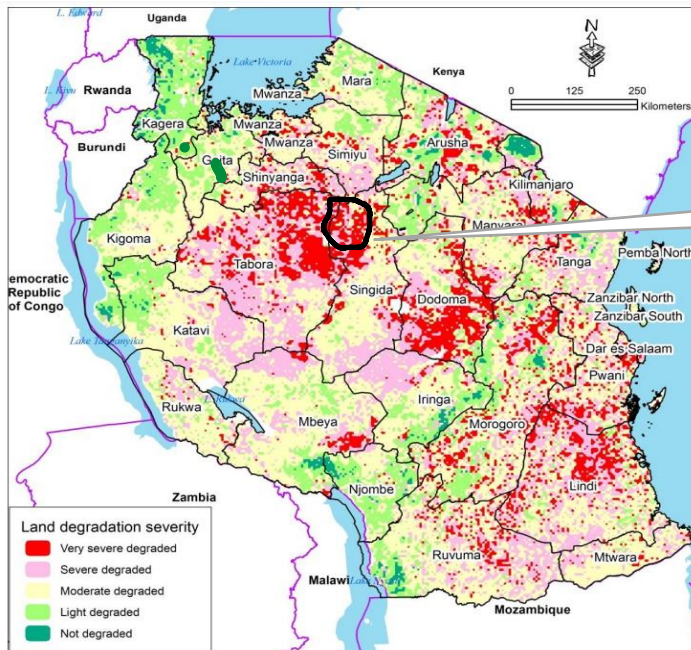 L. Edward
Uganda
N
Lake Victoria
Kenya
L. Kivu
Rwanda
Mwanza
Mara
0 125 250
Kilometers
Kagera
Mwanza
Burundi
Geita
Mwanza
Simiyu
Arusha
Shinyanga
Kilimanjaro
Kigoma
Manyara
Tabora
Tanga
Pemba North
Democratic
Republic
of Congo
Singida
Dodoma
Zanzibar North
Zanzibar South
Katavi
Dar es Salaam
Lake Tanganyika
Pwani
Rukwa
L. Rukwa
Iringa
Mbeya
Morogoro
Lindi
Zambia
Njombe
Ruvuma
Mtwara
Malawi
Mozambique
Land degradation severity
Very severe degraded
Severe degraded
Moderate degraded
Light degraded
Not degraded